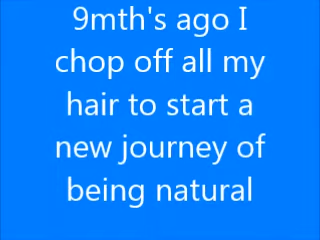 9mth's ago I
chop off all my
hair to start a
new journey of
being natural